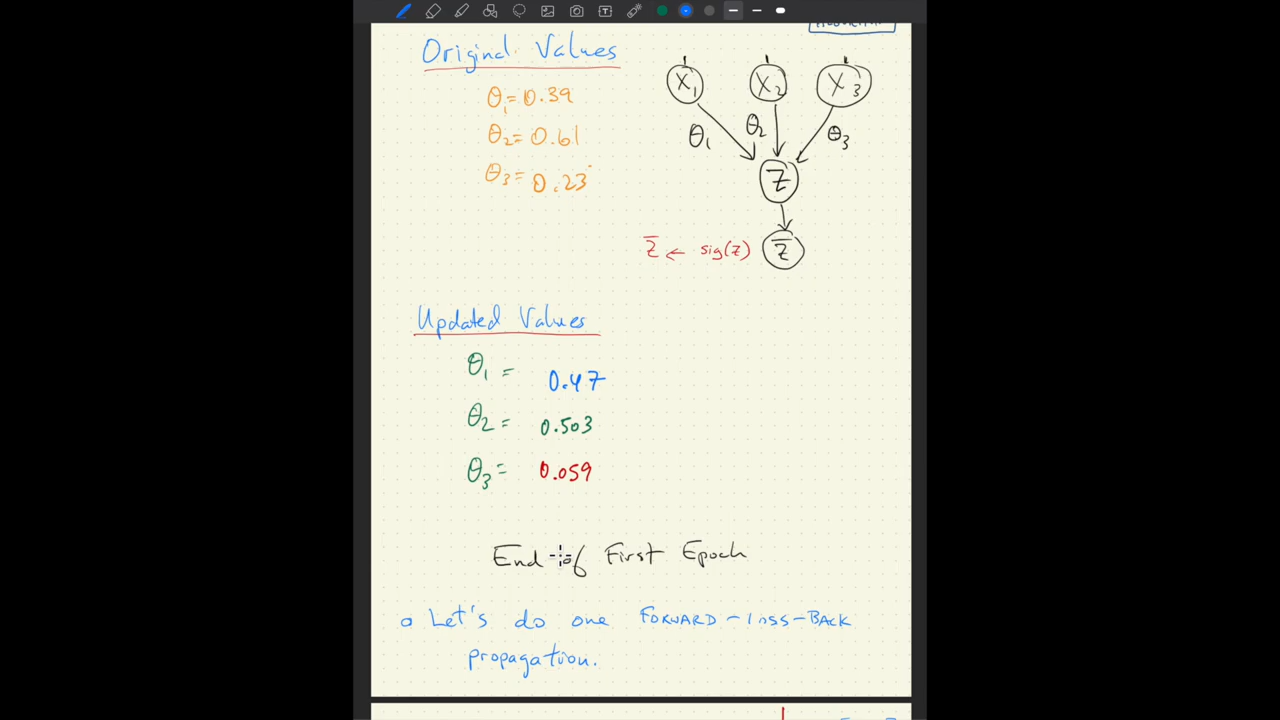 Original Values
θ₁ = 0.39
θ₂ = 0.61
θ₃ = 0.23
X₁ X₂ X₃
θ₁ θ₂ θ₃
Z
Z̅ ← sig(z) Z̅
Updated Values
θ₁ = 0.47
θ₂ = 0.503
θ₃ = 0.059
End of First Epoch
Let's do one FORWARD-loss-BACK
propagation.